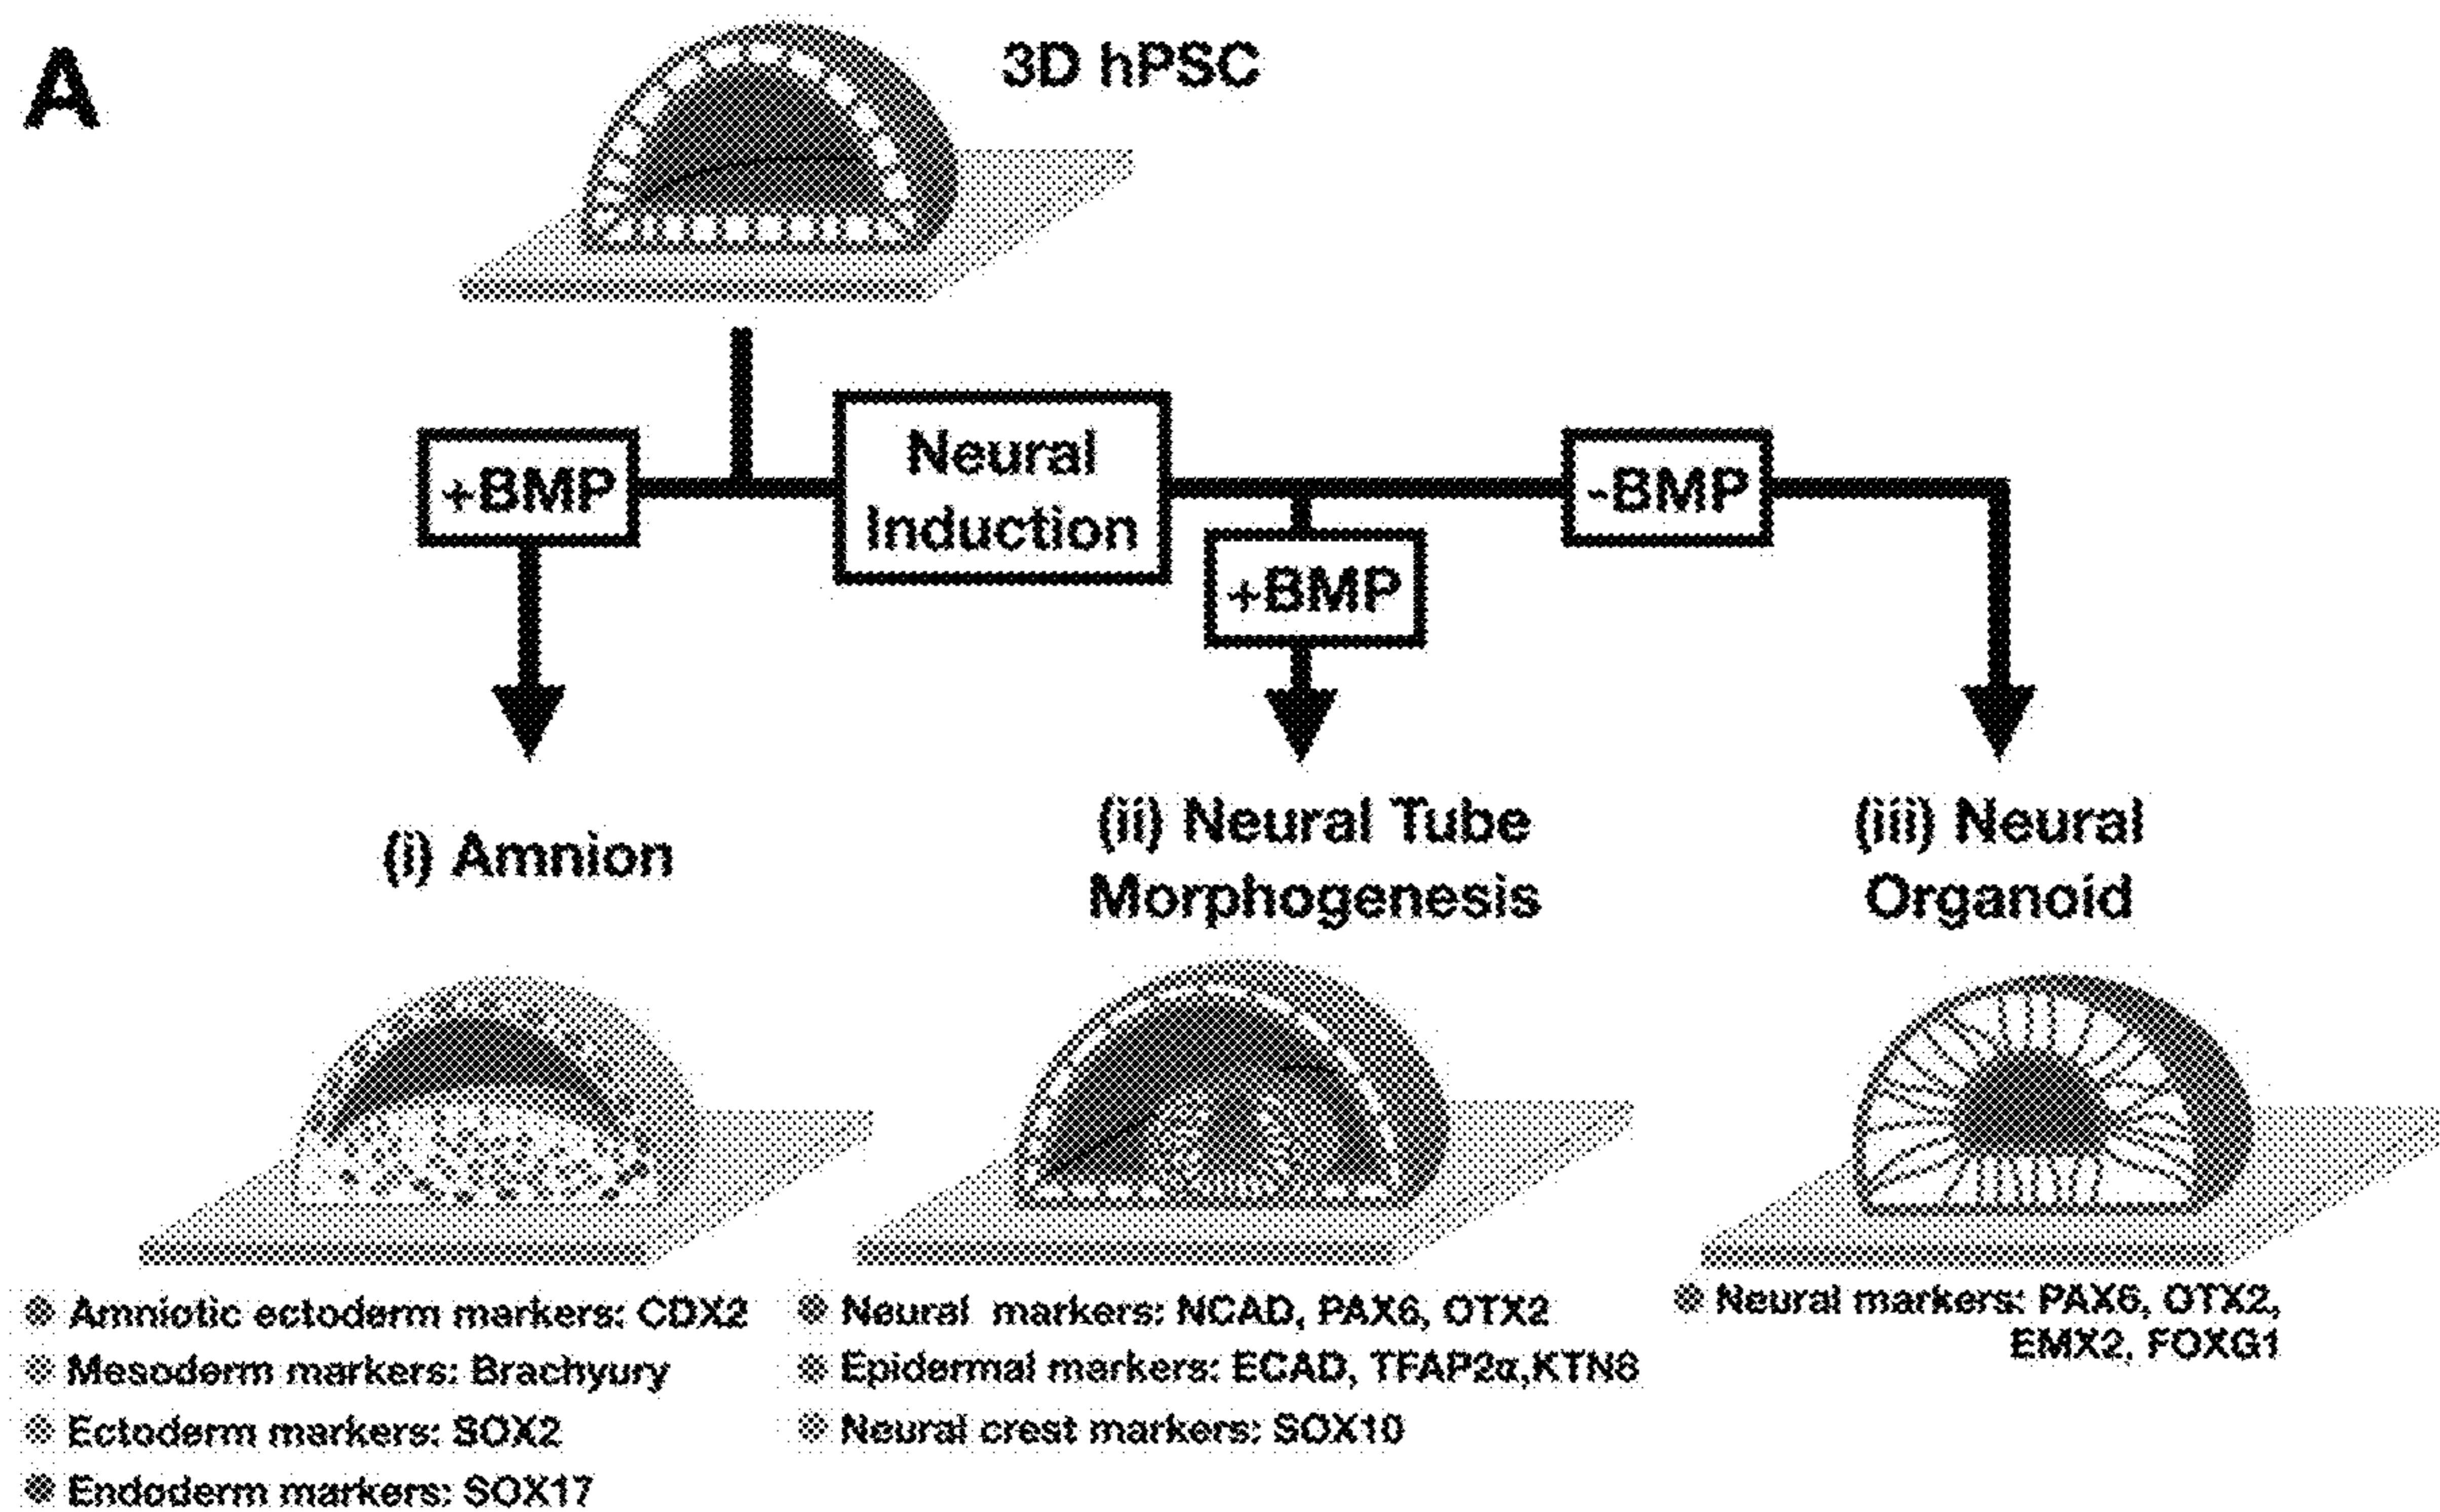 A
3D hPSC
+BMP
Neural
Induction
-BMP
+BMP
(i) Amnion
(ii) Neural Tube
Morphogenesis
(iii) Neural
Organoid
Amniotic ectoderm markers: CDX2
Mesoderm markers: Brachyury
Ectoderm markers: SOX2
Endoderm markers: SOX17
Neural markers: NCAD, PAX6, OTX2
Epidermal markers: ECAD, TFAP2α,KTN6
Neural crest markers: SOX10
Neural markers: PAX6, OTX2,
EMX2, FOXG1